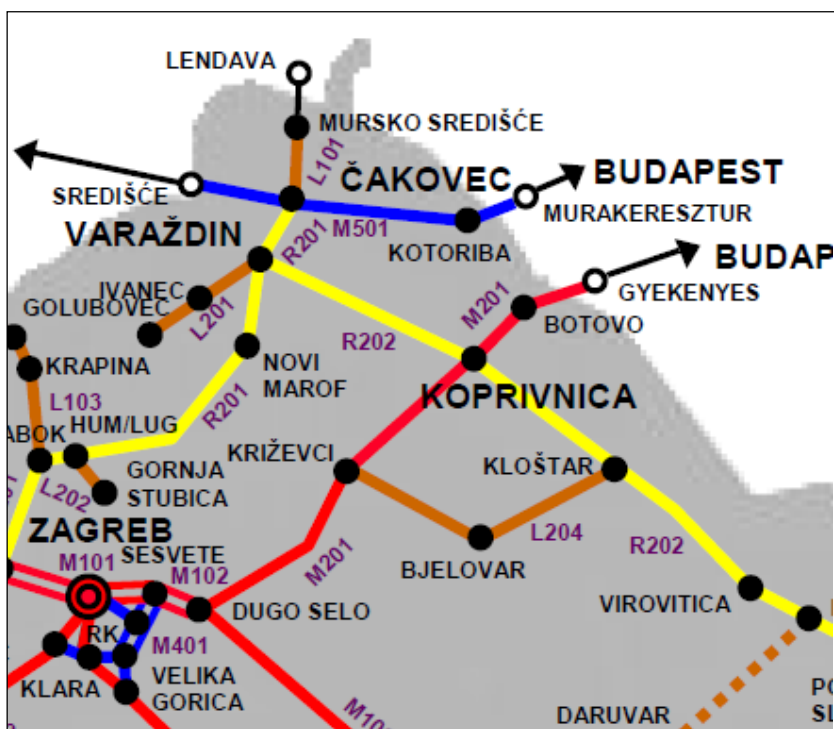 LENDAVA
MURSKO SREDIŠĆE
L101
ČAKOVEC
BUDAPEST
SREDIŠĆE
MURAKERESZTUR
M501
KOTORIBA
VARAŽDIN
R201
GYEKENYES
M201
BOTOVO
IVANEC
GOLUBOVEC
L201
R202
KRAPINA
NOVI
MAROF
KOPRIVNICA
L103
R201
HUM/LUG
KRIŽEVCI
KLOŠTAR
GORNJA
STUBICA
L202
L204
ZAGREB
SESVETE
M101
M102
M201
BJELOVAR
R202
DUGO SELO
VIROVITICA
RK
M401
KLARA
VELIKA
GORICA
DARUVAR